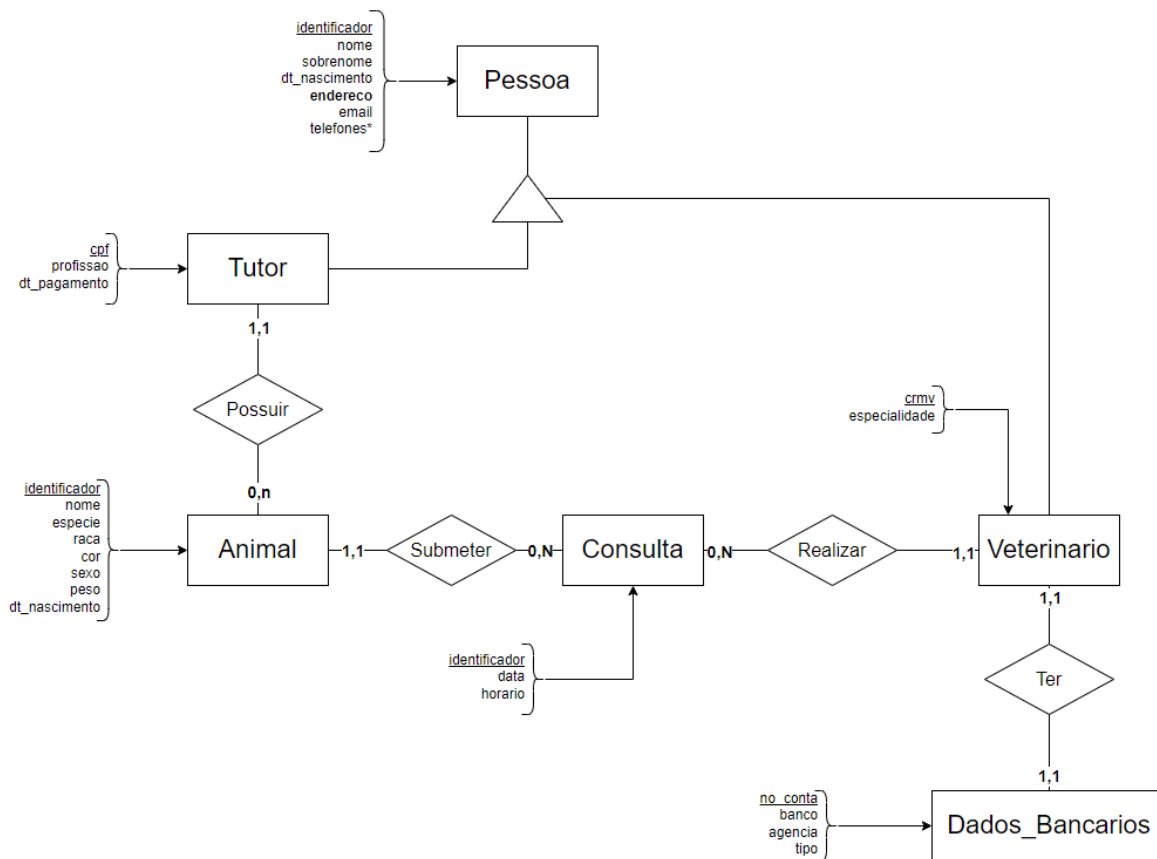 identificador
nome
sobrenome
dt_nascimento
endereco
email
telefones*
Pessoa
cpf
profissao
dt_pagamento
Tutor
1,1
Possuir
0,n
crmv
especialidade
identificador
nome
especie
raca
cor
sexo
peso
dt_nascimento
Animal
1,1
Submeter
0,N
Consulta
0,N
Realizar
1,1
Veterinario
1,1
identificador
data
horario
Ter
1,1
no_conta
banco
agencia
tipo
Dados_Bancarios